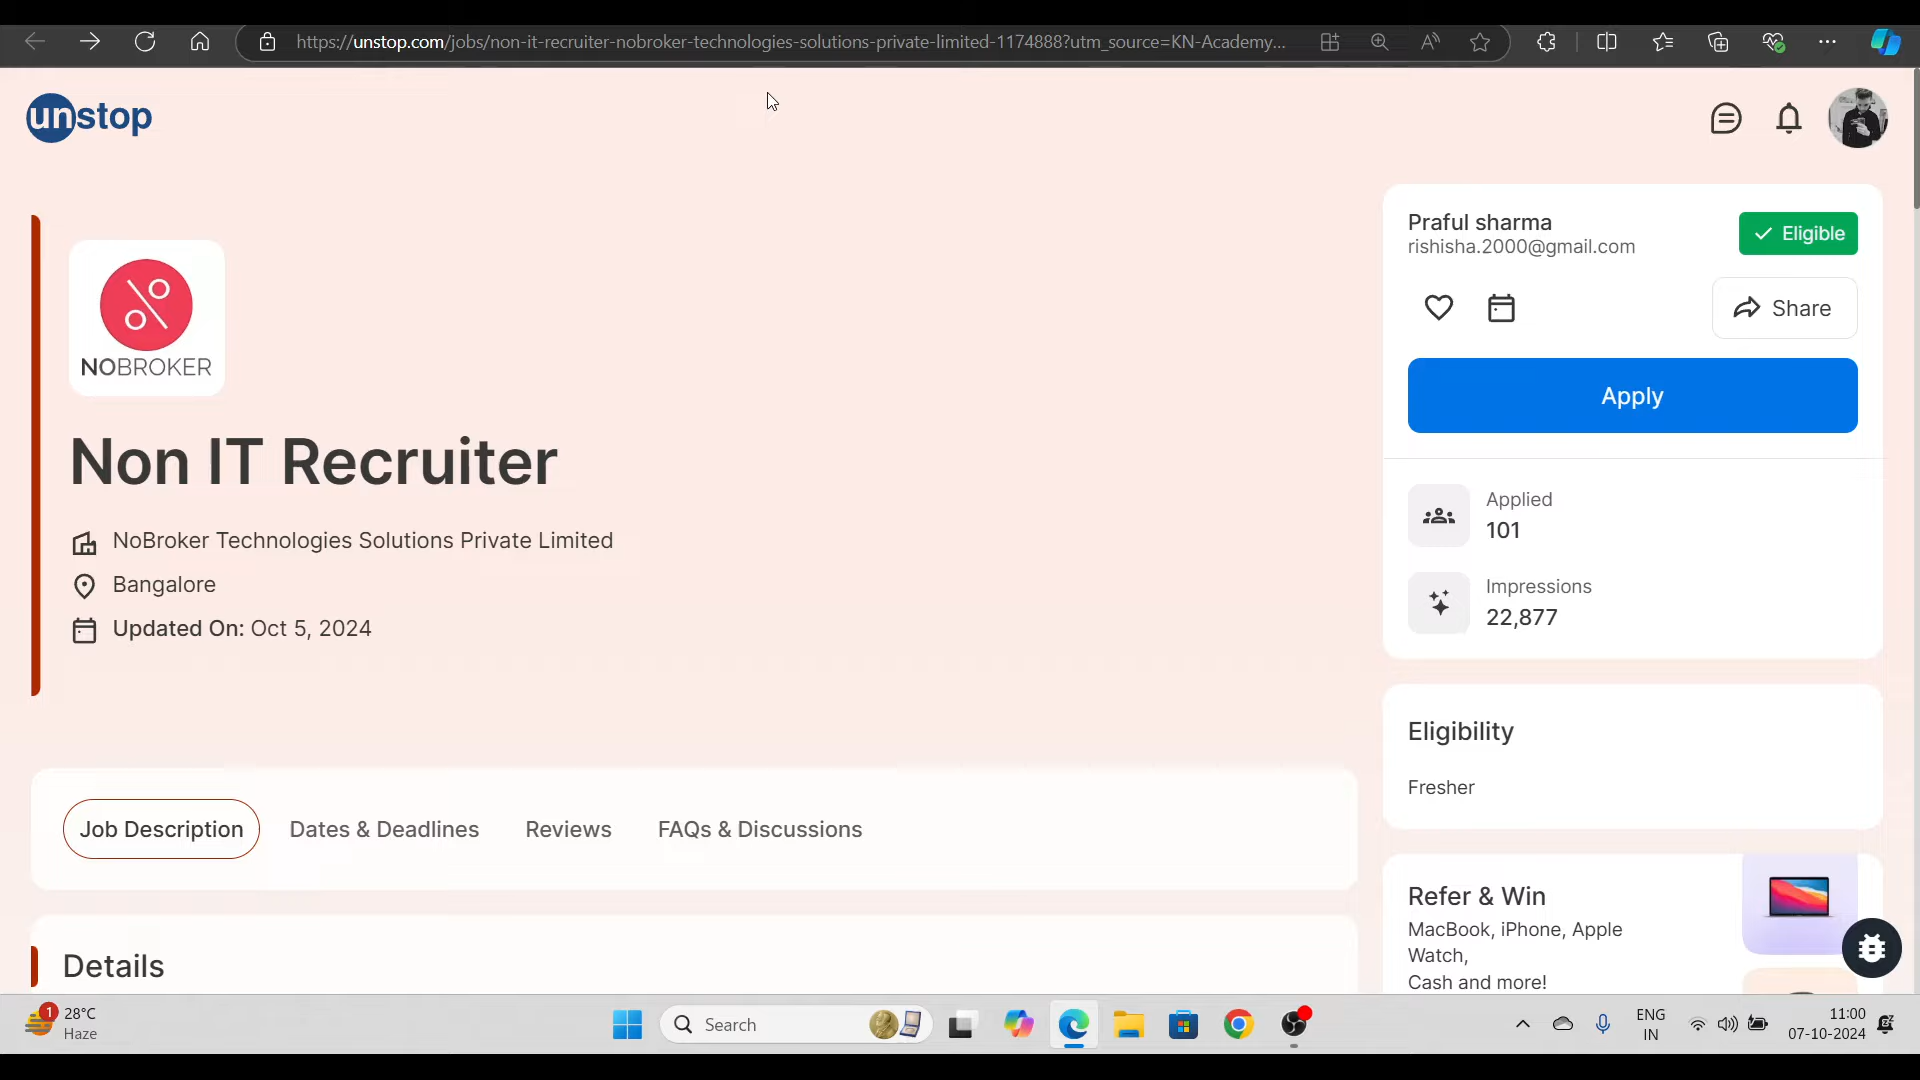 https://unstop.com/jobs/non-it-recruiter-nobroker-technologies-solutions-private-limited-1174888?utm_source=KN-Academy...
unstop
Praful sharma
rishisha.2000@gmail.com
Eligible
Share
Apply
NOBROKER
Non IT Recruiter
NoBroker Technologies Solutions Private Limited
Bangalore
Updated On: Oct 5, 2024
Applied
101
Impressions
22,877
Eligibility
Fresher
Job Description
Dates & Deadlines
Reviews
FAQs & Discussions
Refer & Win
MacBook, iPhone, Apple
Watch,
Cash and more!
Details
1
28°C
Haze
Search
ENG
IN
11:00
07-10-2024